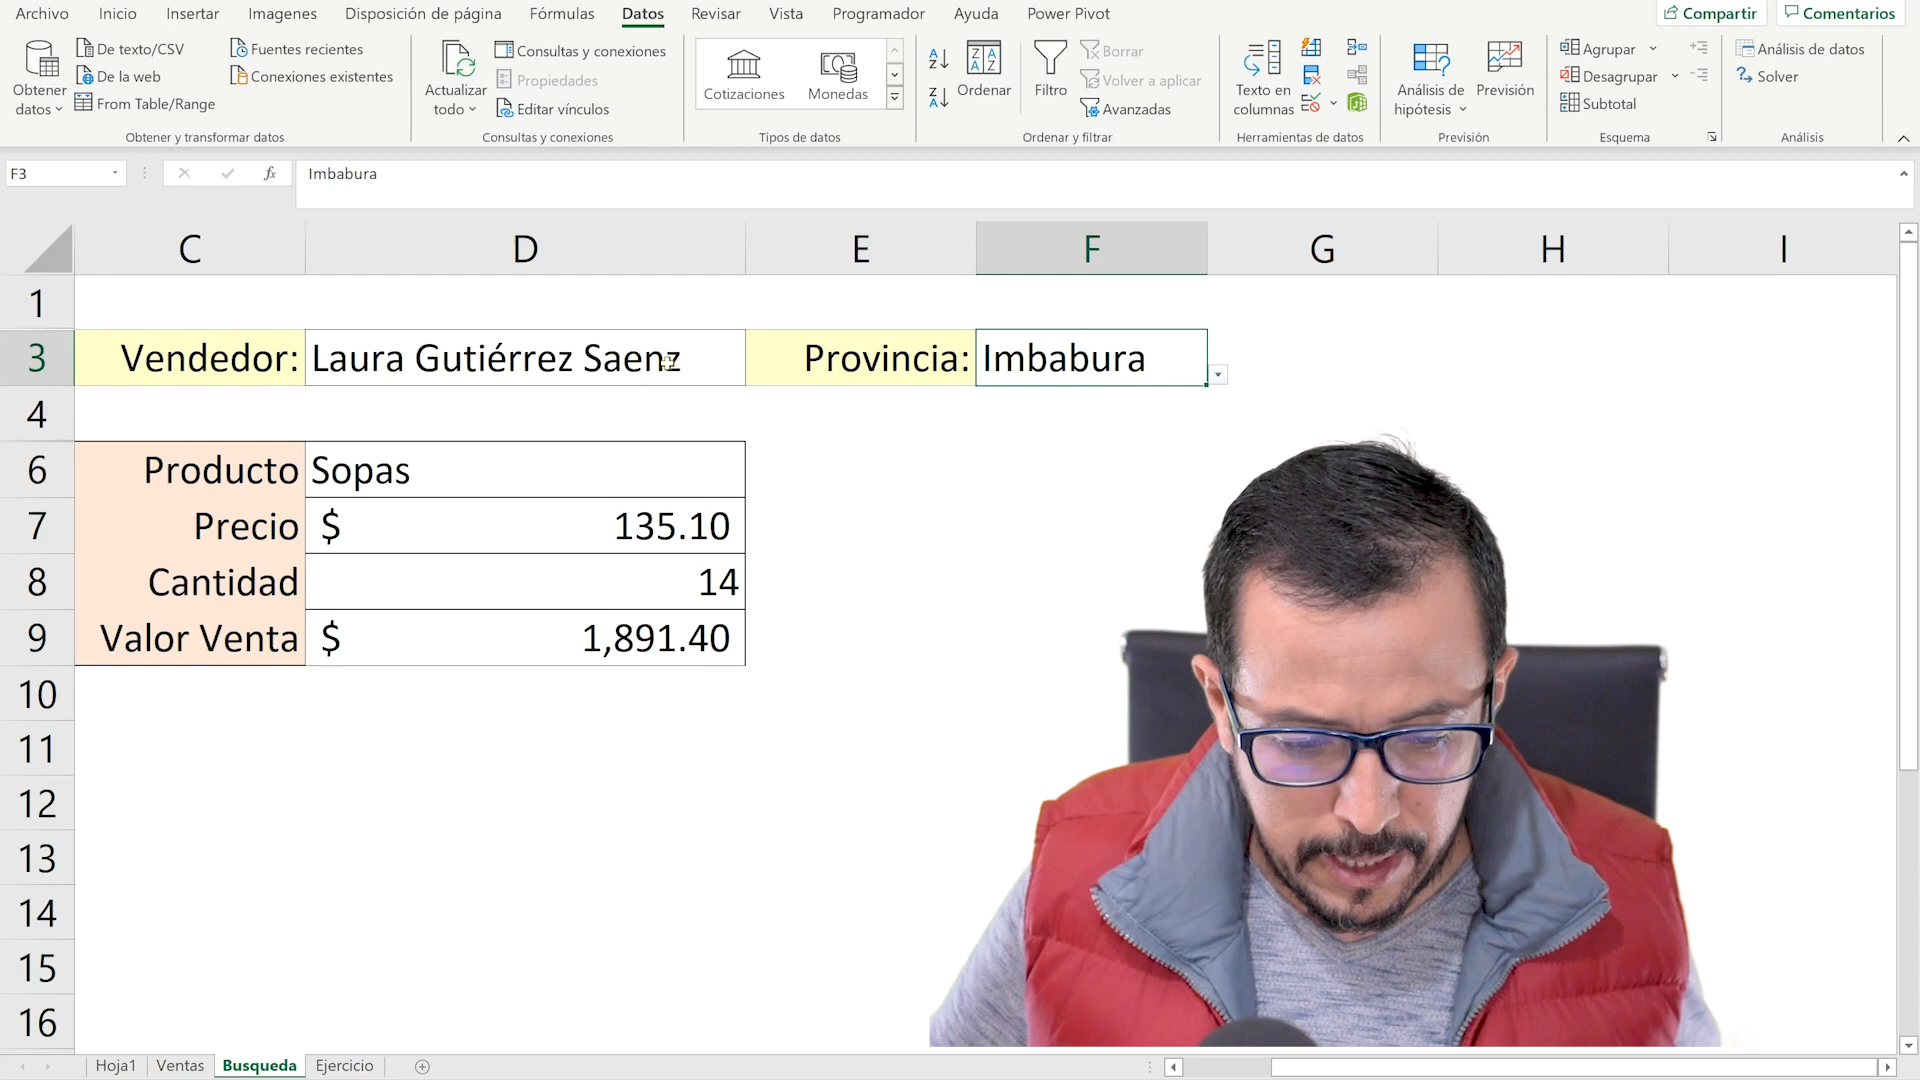 Archivo Inicio Insertar Imagenes Disposición de página Fórmulas Datos Revisar Vista Programador Ayuda Power Pivot Compartir Comentarios
Obtener datos
De texto/CSV
De la web
From Table/Range
Fuentes recientes
Conexiones existentes
Obtener y transformar datos
Actualizar todo
Consultas y conexiones
Propiedades
Editar vínculos
Consultas y conexiones
Cotizaciones
Monedas
Tipos de datos
Ordenar
Filtro
Borrar
Volver a aplicar
Avanzadas
Ordenar y filtrar
Texto en columnas
Herramientas de datos
Análisis de hipótesis
Previsión
Previsión
Agrupar
Desagrupar
Subtotal
Esquema
Análisis de datos
Solver
Análisis
F3 fx Imbabura
C D E F G H I
1
3 Vendedor: Laura Gutiérrez Saenz Provincia: Imbabura
4
6 Producto Sopas
7 Precio $ 135.10
8 Cantidad 14
9 Valor Venta $ 1,891.40
10
11
12
13
14
15
16
Hoja1 Ventas Busqueda Ejercicio